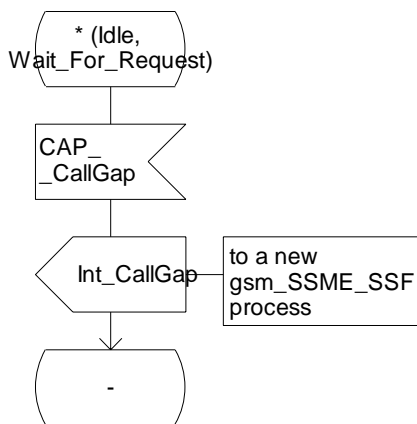 * (Idle,
Wait_For_Request)
CAP_
_CallGap
Int_CallGap
to a new
gsm_SSME_SSF
process
-